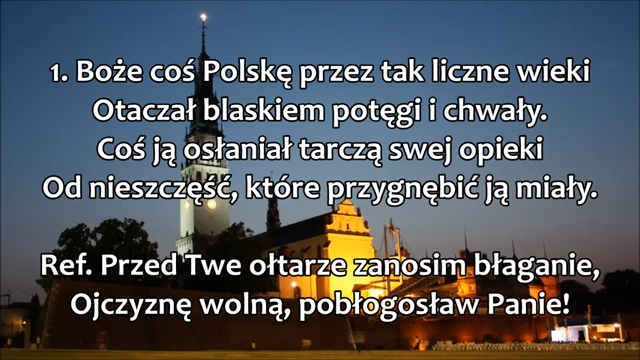 1. Boże coś Polskę przez tak liczne wieki
Otaczał blaskiem potęgi i chwały.
Coś ją osłaniał tarczą swej opieki
Od nieszczęść, które przygnębić ją miały.
Ref. Przed Twe ołtarze zanosim błaganie,
Ojczyznę wolną, pobłogosław Panie!